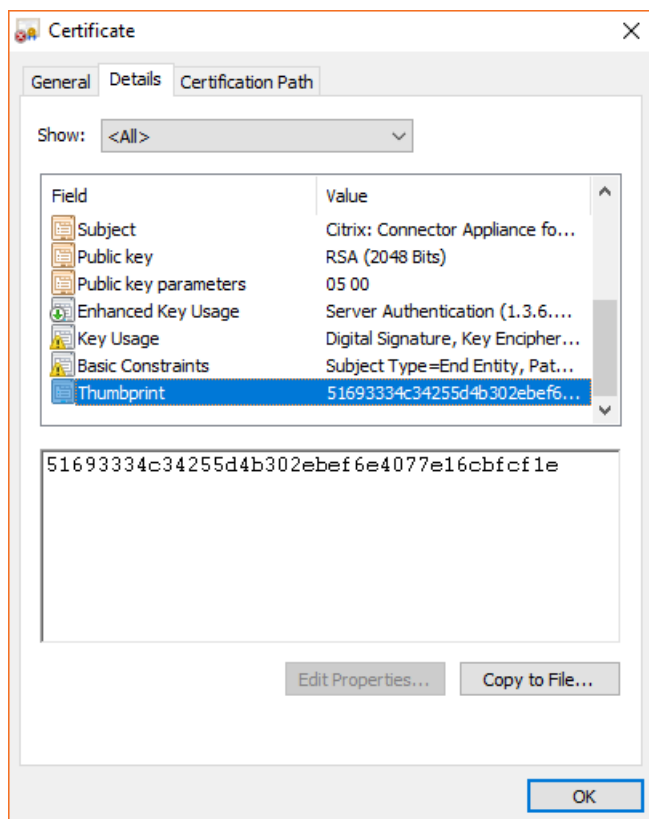 Certificate
General Details Certification Path
Show: <All>
Field Value
Subject Citrix: Connector Appliance fo...
Public key RSA (2048 Bits)
Public key parameters 05 00
Enhanced Key Usage Server Authentication (1.3.6....
Key Usage Digital Signature, Key Encipher...
Basic Constraints Subject Type=End Entity, Pat...
Thumbprint 51693334c34255d4b302ebef6...
51693334c34255d4b302ebef6e4077e16cbfcf1e
Edit Properties... Copy to File...
OK